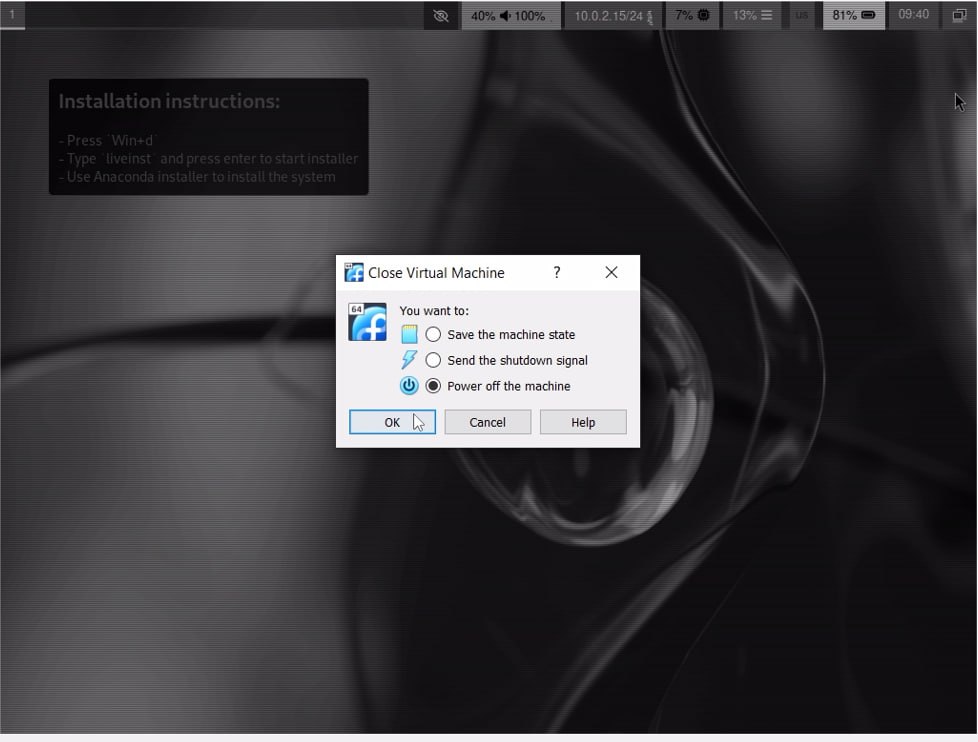 1
40% 100%
10.0.2.15/24
7%
13%
us
81%
09:40
Installation instructions:
- Press `Win+d`
- Type `liveinst` and press enter to start installer
- Use Anaconda installer to install the system
Close Virtual Machine ?
64
You want to:
Save the machine state
Send the shutdown signal
Power off the machine
OK Cancel Help